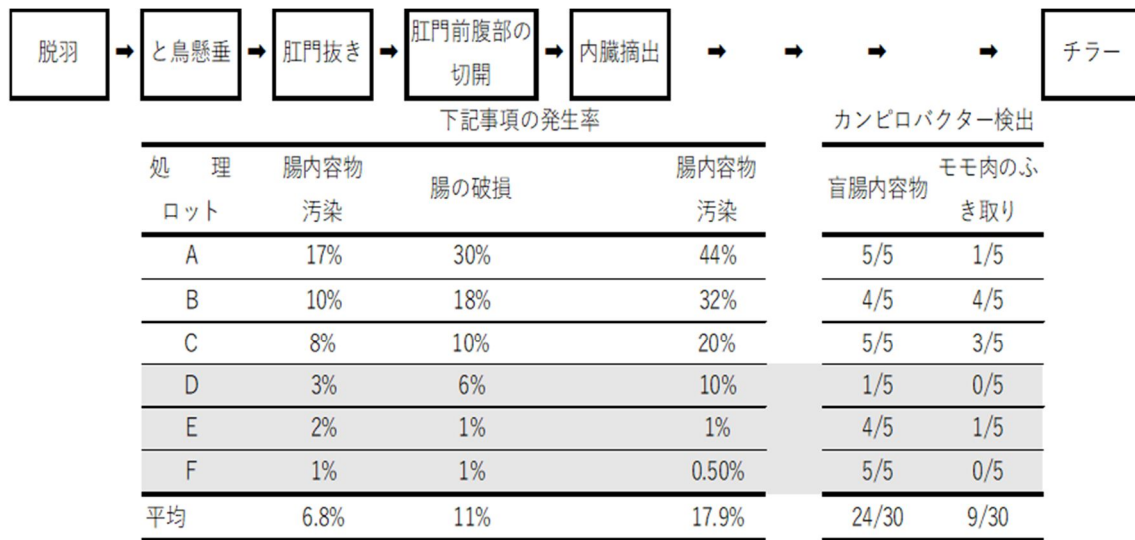 脱羽 ➡ と鳥懸垂 ➡ 肛門抜き ➡ 肛門前腹部の切開 ➡ 内臓摘出 ➡ ➡ ➡ ➡ チラー
下記事項の発生率 カンピロバクター検出
処 理 ロット 腸内容物汚染 腸の破損 腸内容物汚染 盲腸内容物 モモ肉のふき取り
A 17% 30% 44% 5/5 1/5
B 10% 18% 32% 4/5 4/5
C 8% 10% 20% 5/5 3/5
D 3% 6% 10% 1/5 0/5
E 2% 1% 1% 4/5 1/5
F 1% 1% 0.50% 5/5 0/5
平均 6.8% 11% 17.9% 24/30 9/30